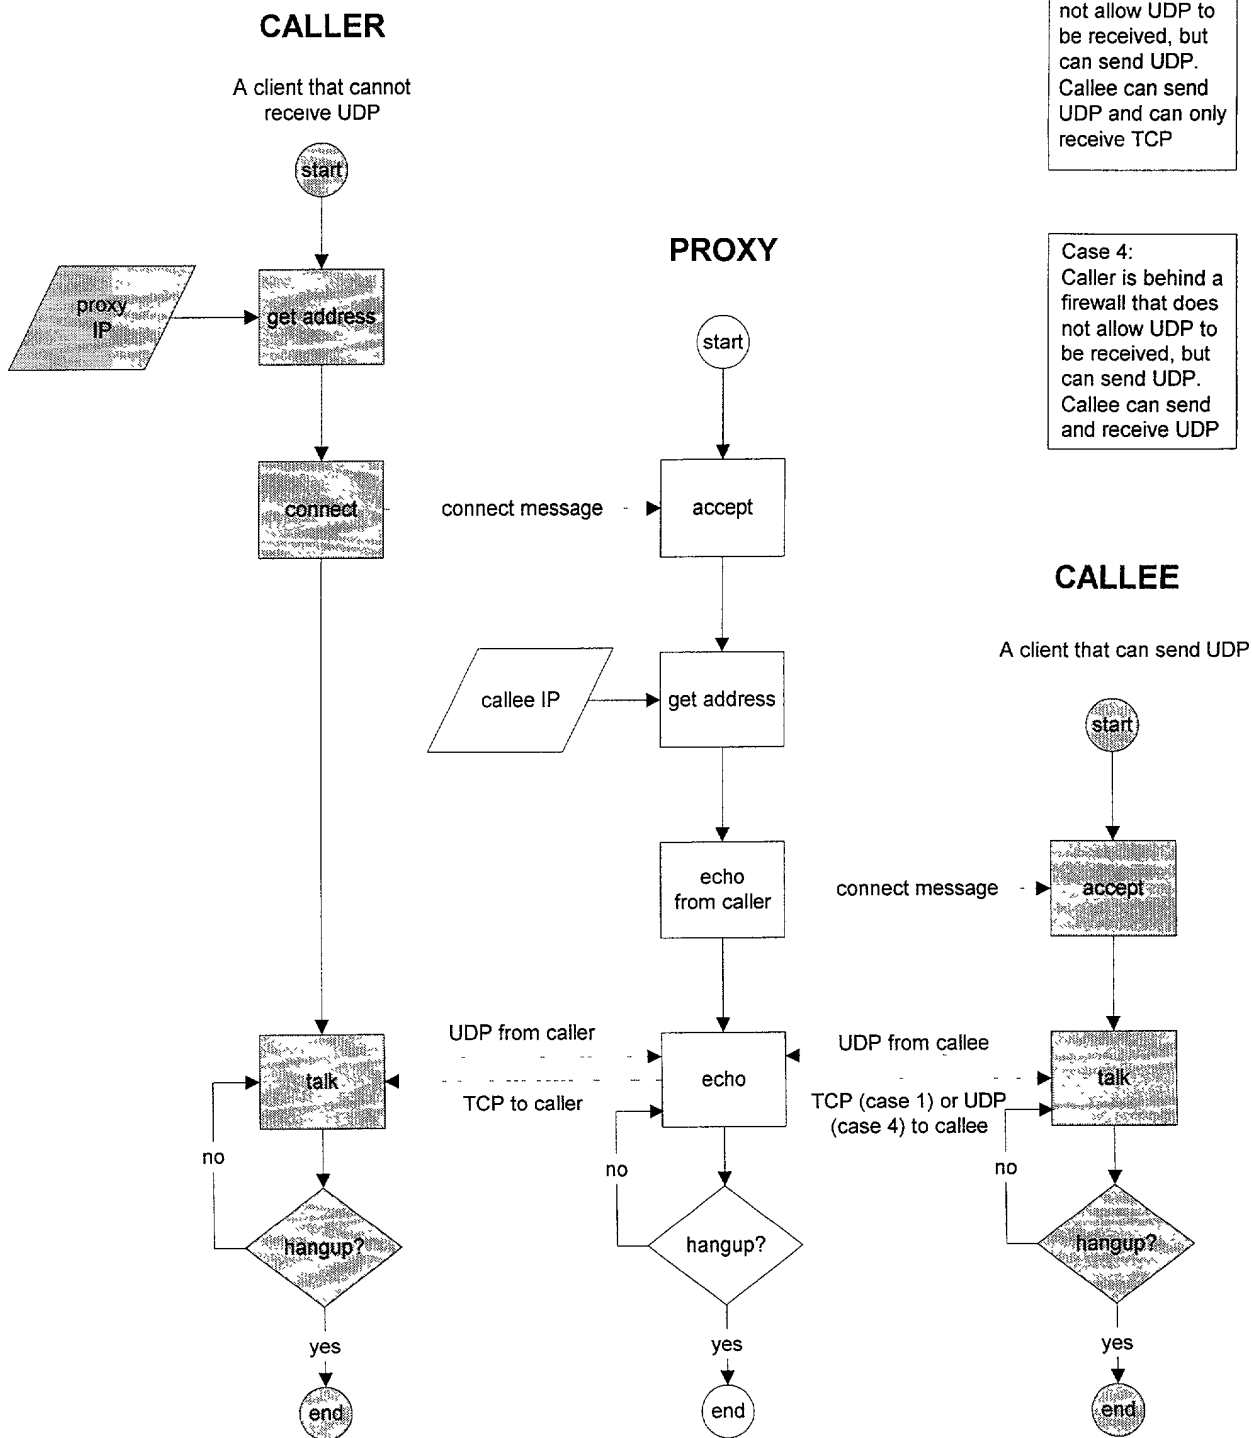 CALLER
A client that cannot
receive UDP
start
proxy
IP
get address
connect
connect message
talk
UDP from caller
TCP to caller
no
hangup?
yes
end
PROXY
start
accept
callee IP
get address
echo
from caller
connect message
echo
UDP from callee
TCP (case 1) or UDP
(case 4) to callee
no
hangup?
yes
end
not allow UDP to
be received, but
can send UDP.
Callee can send
UDP and can only
receive TCP
Case 4:
Caller is behind a
firewall that does
not allow UDP to
be received, but
can send UDP.
Callee can send
and receive UDP
CALLEE
A client that can send UDP
start
accept
talk
no
hangup?
yes
end